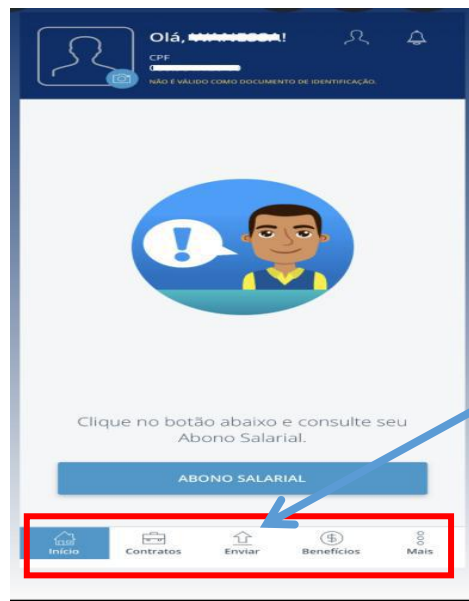 Olá,
CPF
NÃO É VÁLIDO COMO DOCUMENTO DE IDENTIFICAÇÃO.
Clique no botão abaixo e consulte seu
Abono Salarial.
ABONO SALARIAL
Início Contratos Enviar Benefícios Mais